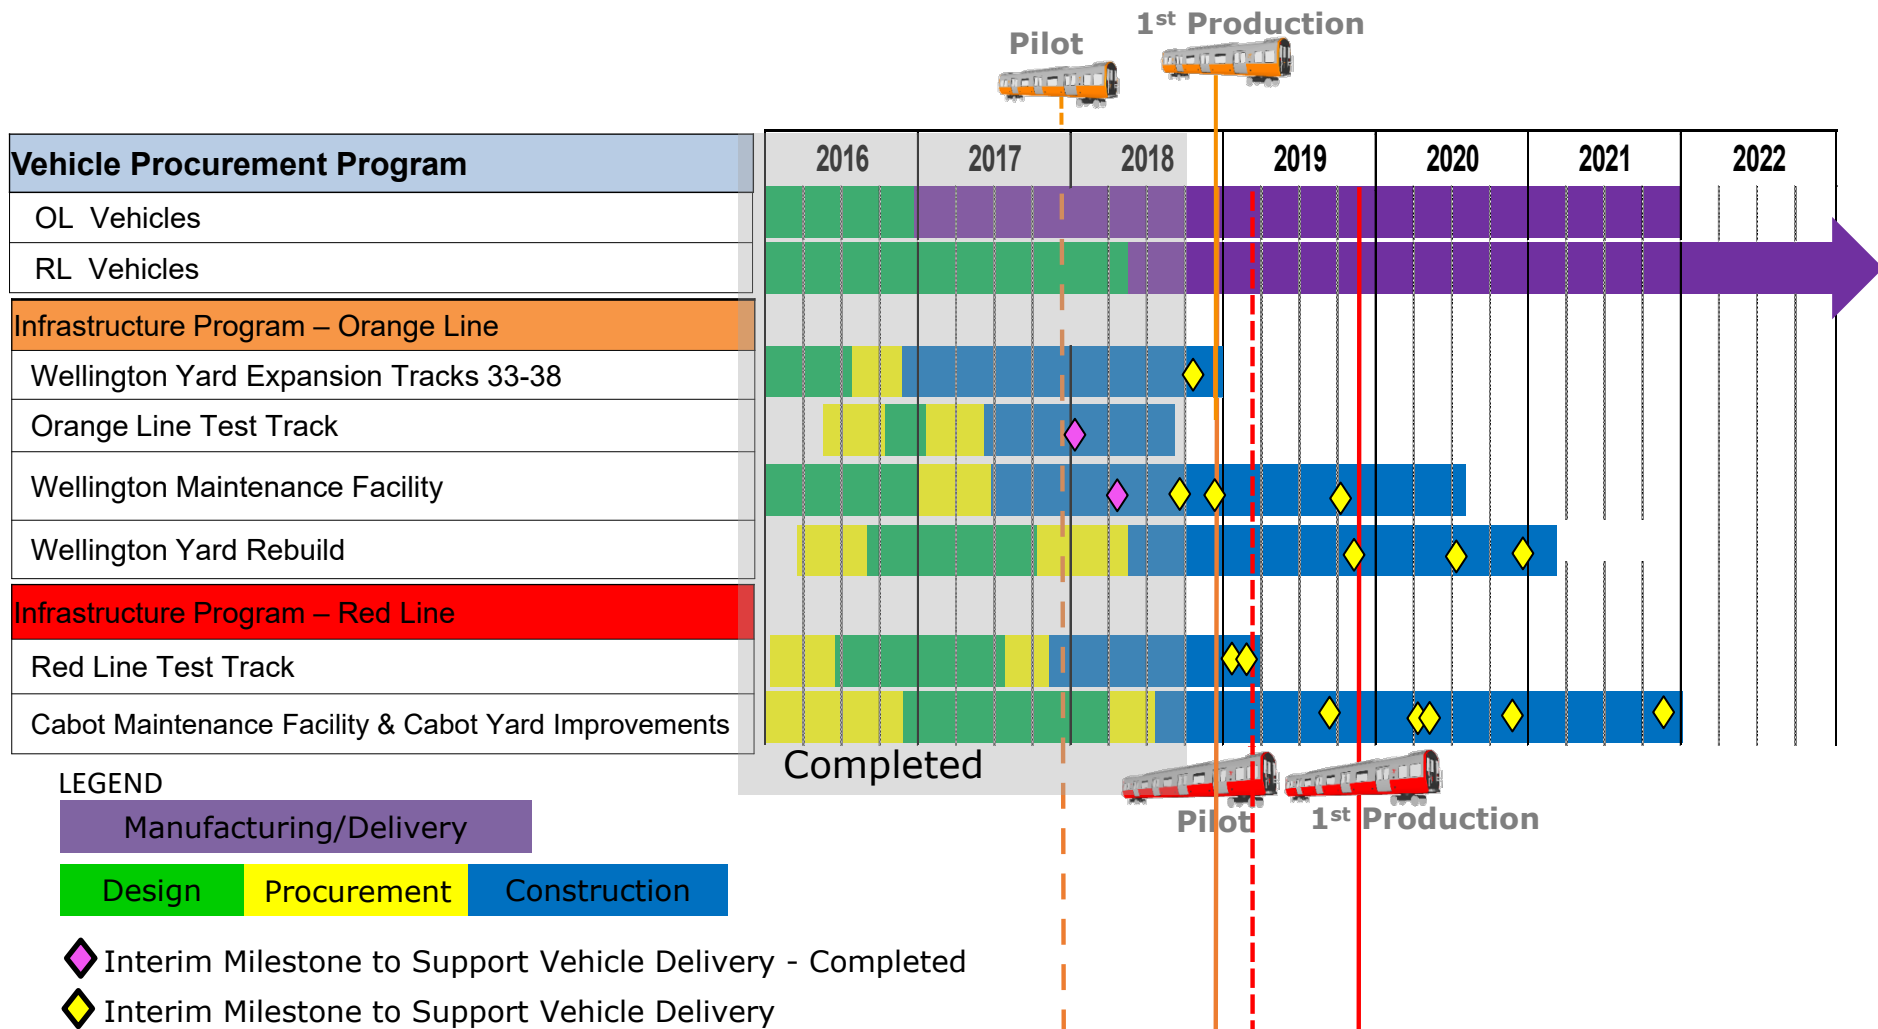 Pilot
1st Production
Vehicle Procurement Program
2016 2017 2018 2019 2020 2021 2022
OL Vehicles
RL Vehicles
Infrastructure Program – Orange Line
Wellington Yard Expansion Tracks 33-38
Orange Line Test Track
Wellington Maintenance Facility
Wellington Yard Rebuild
Infrastructure Program – Red Line
Red Line Test Track
Cabot Maintenance Facility & Cabot Yard Improvements
Completed
Pilot
1st Production
LEGEND
Manufacturing/Delivery
Design Procurement Construction
Interim Milestone to Support Vehicle Delivery - Completed
Interim Milestone to Support Vehicle Delivery